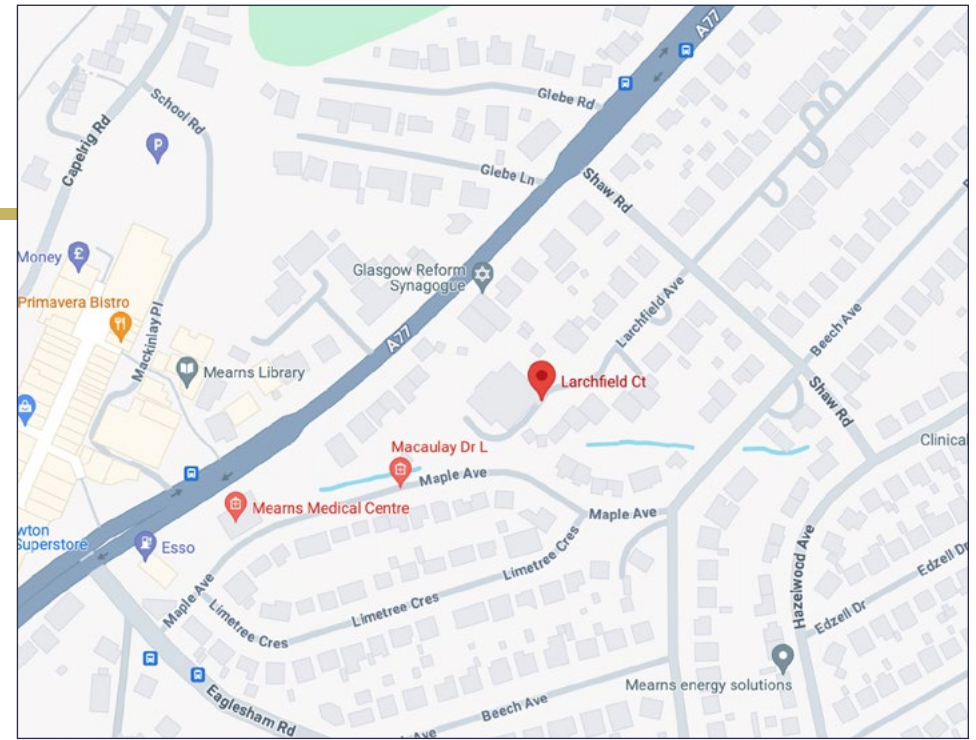 A77
School Rd
Glebe Rd
Capelrig Rd
P
Glebe Ln
Shaw Rd
Money
£
Glasgow Reform
Synagogue
Primavera Bistro
Larchfield Ave
Mackinlay Pl
A77
Beech Ave
Mearns Library
Larchfield Ct
Shaw Rd
Clinical
Macaulay Dr L
Maple Ave
Mearns Medical Centre
Maple Ave
wton
Superstore
Esso
Limetree Cres
Hazelwood Ave
Edzell Dr
Maple Ave
Limetree Cres
Limetree Cres
Edzell Dr
Mearns energy solutions
Eaglesham Rd
Beech Ave
Ave